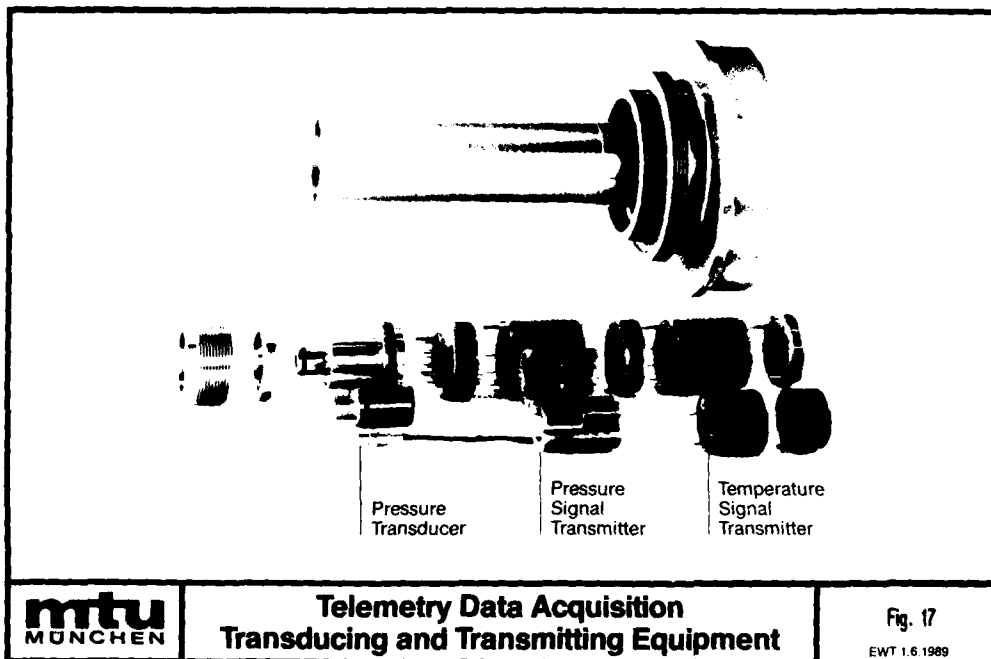 Pressure
Transducer
Pressure
Signal
Transmitter
Temperature
Signal
Transmitter
mtu
MÜNCHEN
Telemetry Data Acquisition
Transducing and Transmitting Equipment
Fig. 17
EWT 1.6.1989